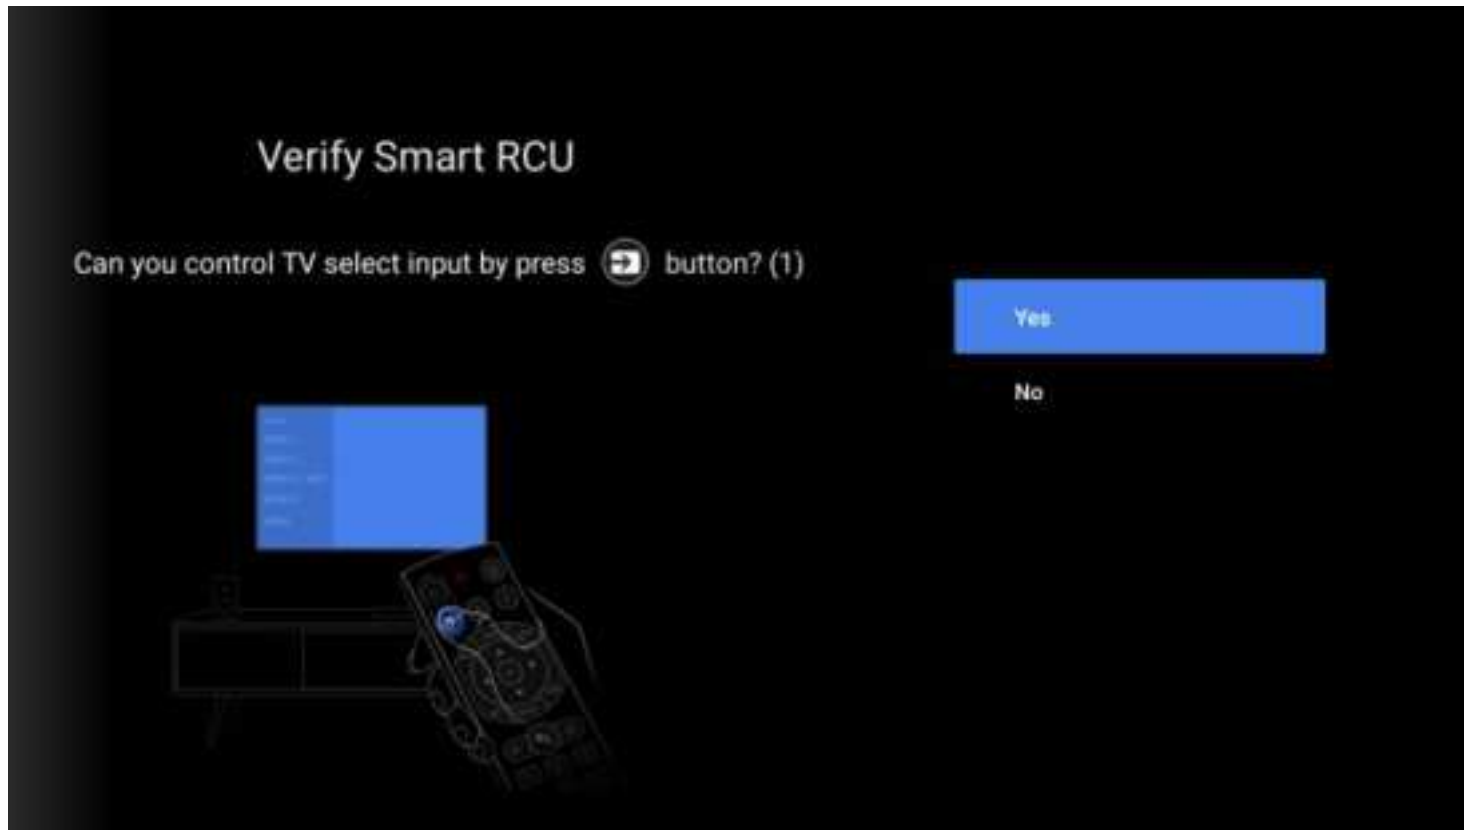 Verify Smart RCU
Can you control TV select input by press button? (1)
Yes
No